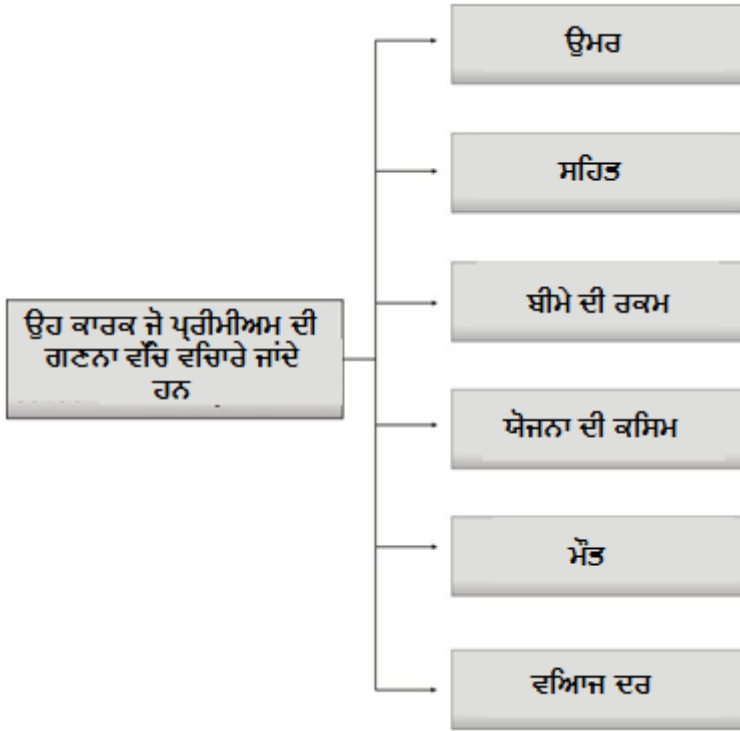 ਉਮਰ
ਸਹਿਤ
ਬੀਮੇ ਦੀ ਰਕਮ
ਉਹ ਕਾਰਕ ਜੋ ਪ੍ਰੀਮੀਅਮ ਦੀ
ਗਣਨਾ ਵਿੱਚ ਵਿਚਾਰੇ ਜਾਂਦੇ
ਹਨ
ਯੋਜਨਾ ਦੀ ਕਿਸਮ
ਮੌਤ
ਵਿਆਜ ਦਰ